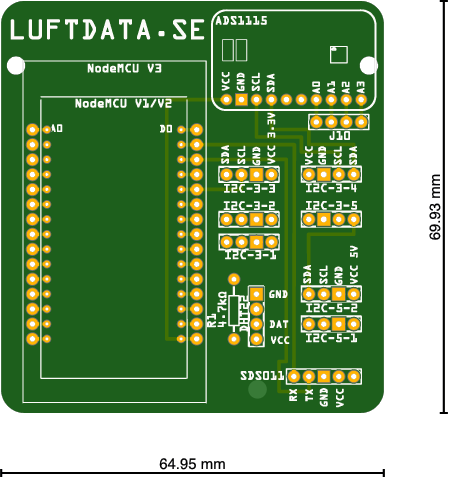 LUFTDATA.SE
ADS1115
NodeMCU V3
NodeMCU V1/V2
VCC
GND
SCL
SDA
A0
A1
A2
A3
3.3V
J10
A0
D0
SDA
SCL
GND
VCC
I2C-3-3
VCC
GND
SCL
SDA
I2C-3-4
I2C-3-2
I2C-3-5
I2C-3-1
5V
SDA
SCL
GND
VCC
I2C-5-2
I2C-5-1
R1
4.7kΩ
DHT22
GND
DAT
VCC
SDS011
RX
TX
GND
VCC
69.93 mm
64.95 mm